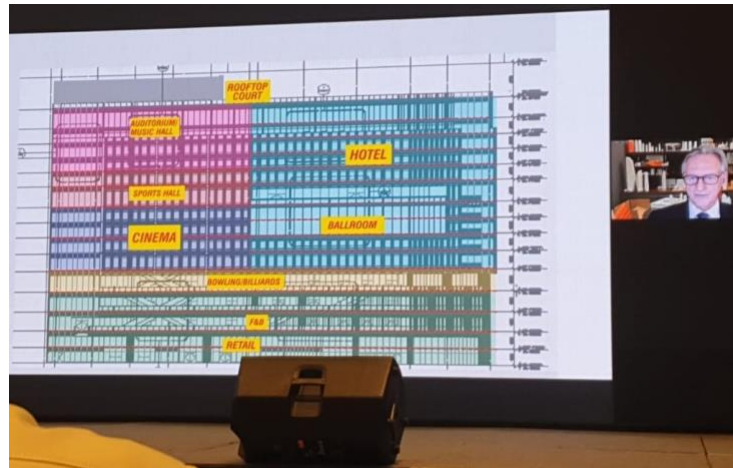 ROOFTOP
COURT
AUDITORIUM/
MUSIC HALL
HOTEL
SPORTS HALL
CINEMA
BALLROOM
BOWLING/BILLIARDS
F&B
RETAIL